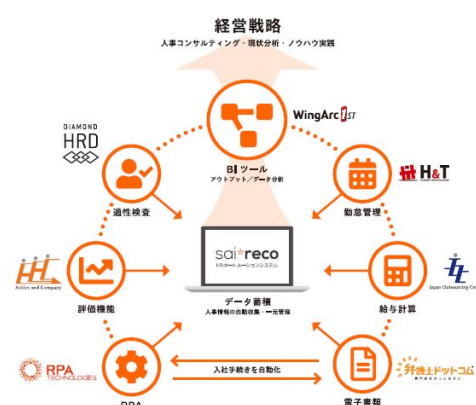 経営戦略
人事コンサルティング・現状分析・ノウハウ実践
WingArc1ST
DIAMOND
HRD
BIツール
アウトプット/データ分析
H&T
適性検査
勤怠管理
sai*reco
HRオートメーションシステム
Active and Company
評価機能
データ蓄積
人事情報の自動収集・一元管理
給与計算
Japan Outsourcing
RPA
TECHNOLOGIES
入社手続きを自動化
弁護士ドットコム
RPA
電子書類